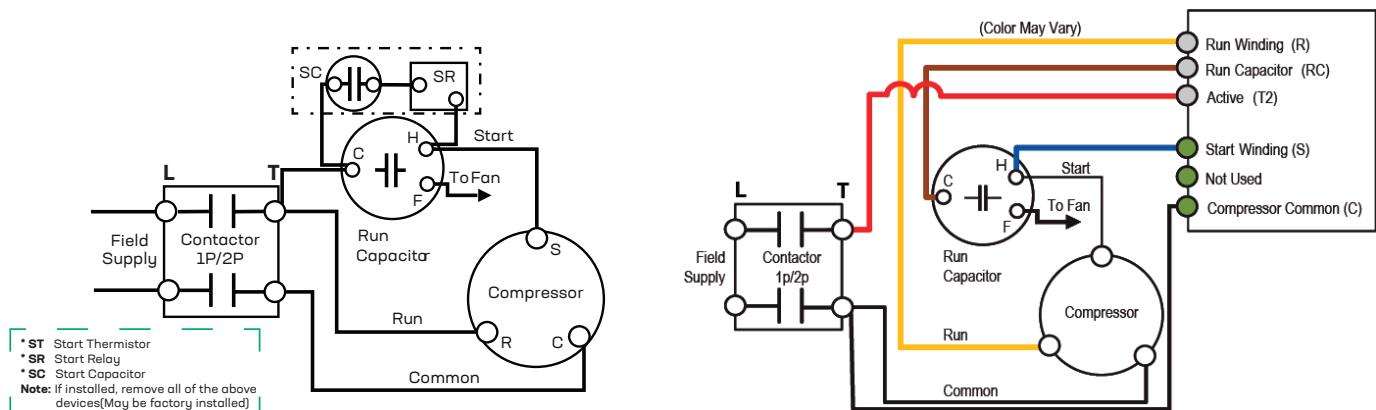 SC
SR
H
Start
C
To Fan
F
L
T
Field
Supply
Contactor
1P/2P
Run
Capacitor
S
Compressor
Run
R
C
Common
* ST Start Thermistor
* SR Start Relay
* SC Start Capacitor
Note: If installed, remove all of the above
devices(May be factory installed)
(Color May Vary)
Run Winding (R)
Run Capacitor (RC)
Active (T2)
Start Winding (S)
Not Used
Compressor Common (C)
H
Start
C
To Fan
F
L
T
Field
Supply
Contactor
1p/2p
Run
Capacitor
Compressor
Run
Common